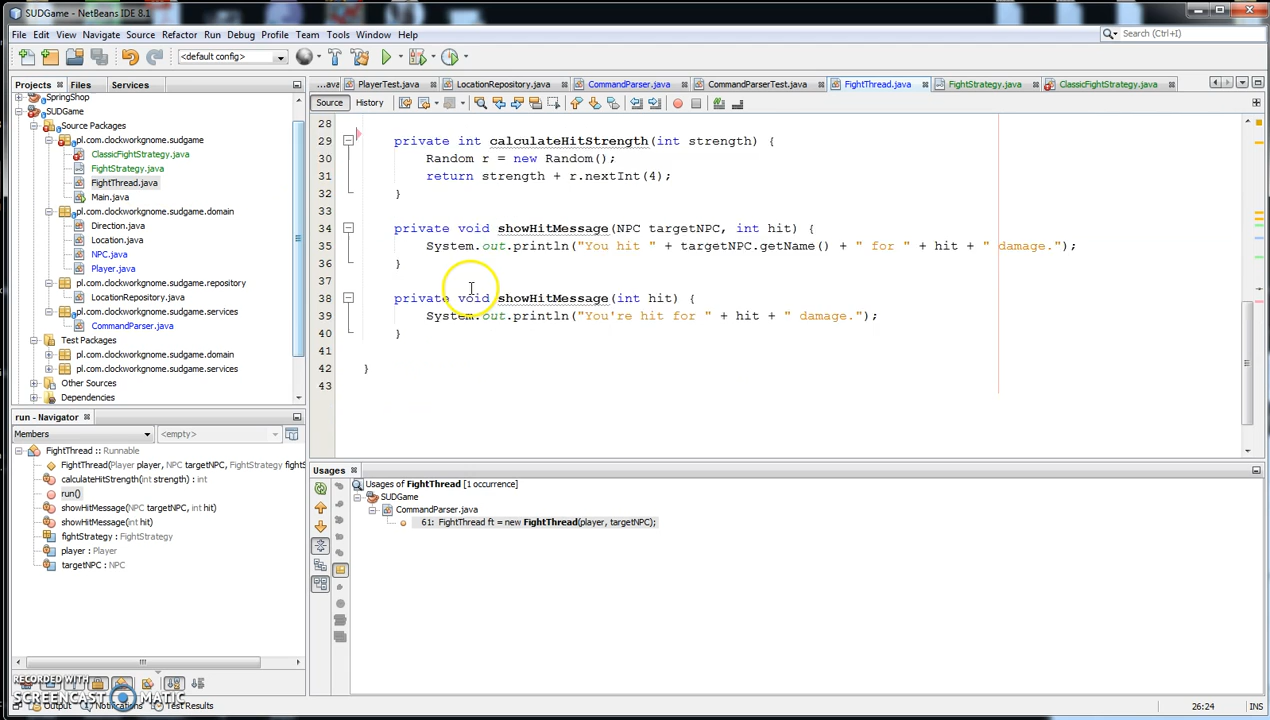 SUDGame - NetBeans IDE 8.1
File Edit View Navigate Source Refactor Run Debug Profile Team Tools Window Help
Search (Ctrl+I)
<default config>
Projects Files Services
...avec PlayerTest.java LocationRepository.java CommandParser.java CommandParserTest.java FightThread.java FightStrategy.java ClassicFightStrategy.java
Source History
SpringShop
SUDGame
Source Packages
pl.com.clockworkgnome.sudgame
ClassicFightStrategy.java
FightStrategy.java
FightThread.java
Main.java
pl.com.clockworkgnome.sudgame.domain
Direction.java
Location.java
NPC.java
Player.java
pl.com.clockworkgnome.sudgame.repository
LocationRepository.java
pl.com.clockworkgnome.sudgame.services
CommandParser.java
Test Packages
pl.com.clockworkgnome.sudgame.domain
pl.com.clockworkgnome.sudgame.services
Other Sources
Dependencies
28
29 private int calculateHitStrength(int strength) {
30 Random r = new Random();
31 return strength + r.nextInt(4);
32 }
33
34 private void showHitMessage(NPC targetNPC, int hit) {
35 System.out.println("You hit " + targetNPC.getName() + " for " + hit + " damage.");
36 }
37
38 private void showHitMessage(int hit) {
39 System.out.println("You're hit for " + hit + " damage.");
40 }
41
42 }
43
run - Navigator
Members <empty>
FightThread :: Runnable
FightThread(Player player, NPC targetNPC, FightStrategy fightS
calculateHitStrength(int strength) : int
run()
showHitMessage(NPC targetNPC, int hit)
showHitMessage(int hit)
fightStrategy : FightStrategy
player : Player
targetNPC : NPC
Usages
Usages of FightThread [1 occurrence]
SUDGame
CommandParser.java
61: FightThread ft = new FightThread(player, targetNPC);
RECORDED WITH
SCREENCAST MATIC
Output Notifications Test Results
26:24 INS